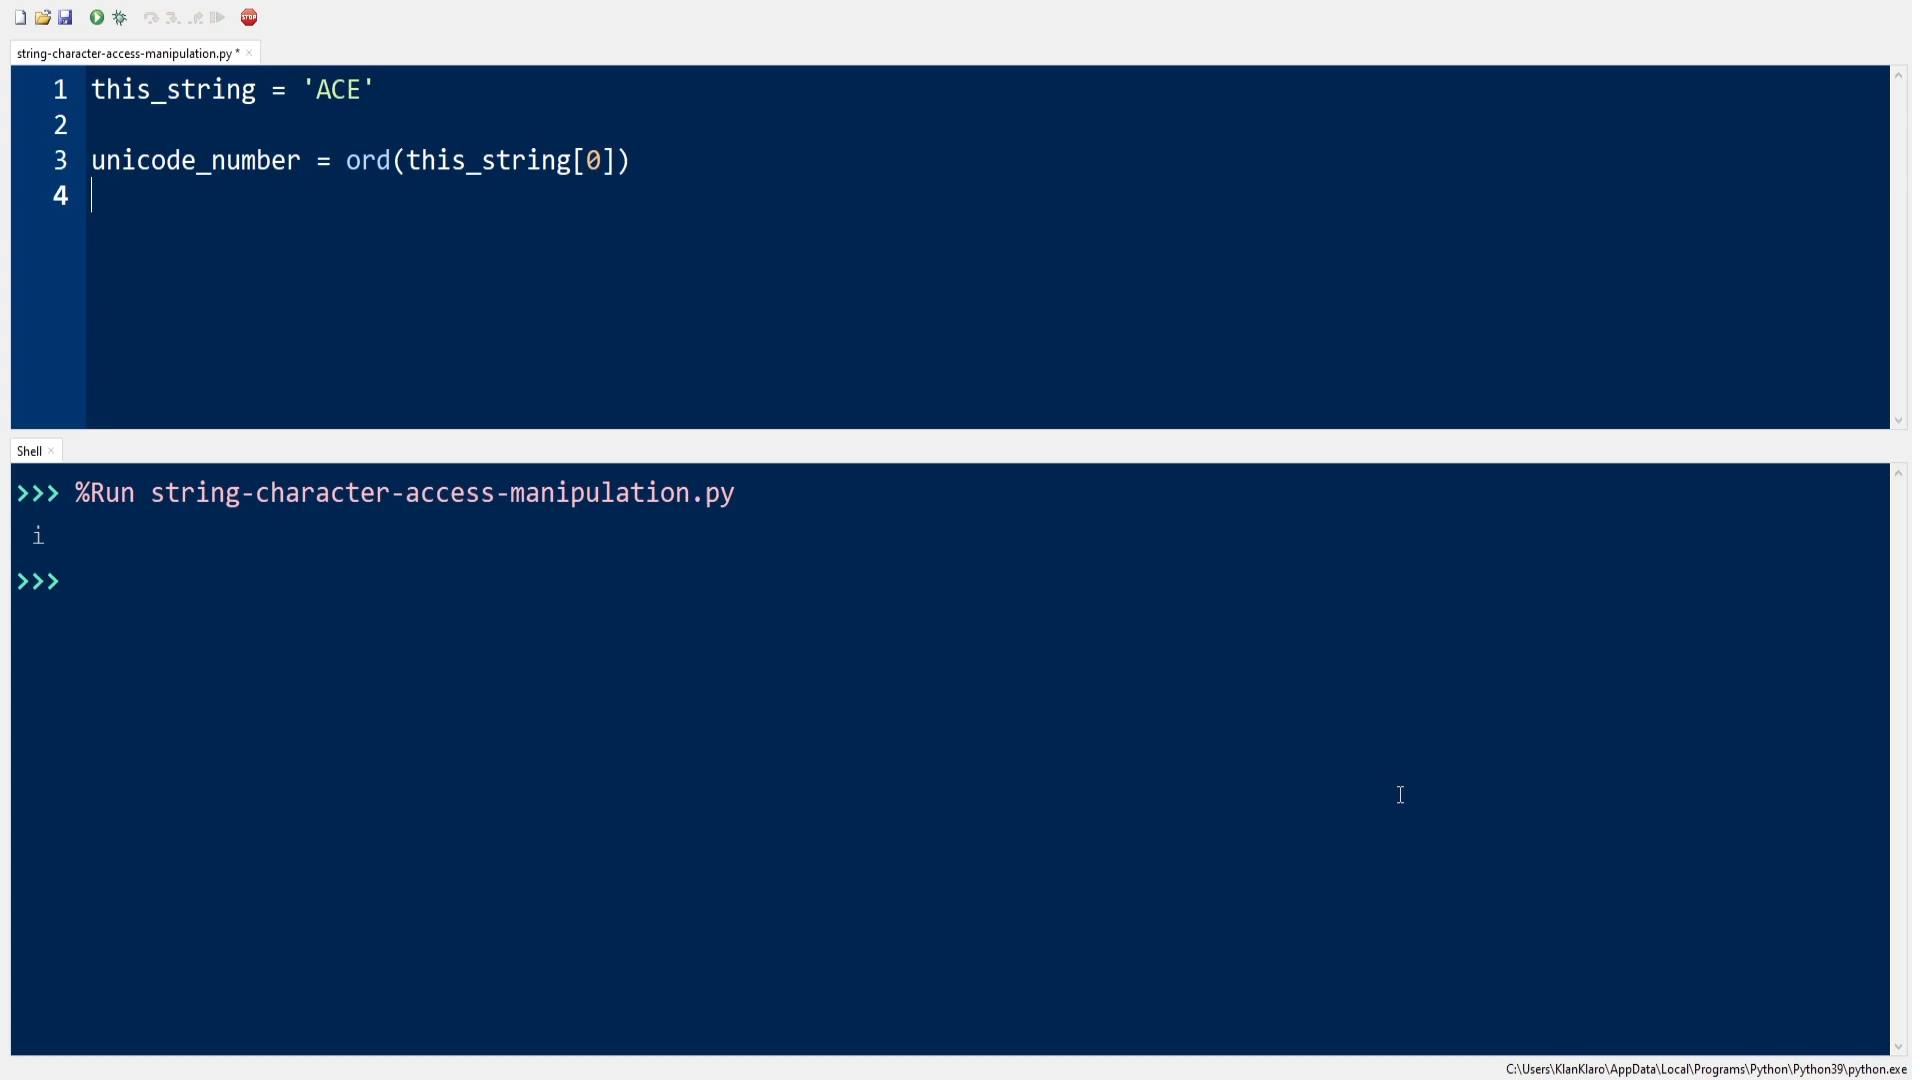 STOP
string-character-access-manipulation.py *
1 this_string = 'ACE'
2
3 unicode_number = ord(this_string[0])
4
Shell
>>> %Run string-character-access-manipulation.py
i
>>>
C:\Users\KlanKlaro\AppData\Local\Programs\Python\Python39\python.exe